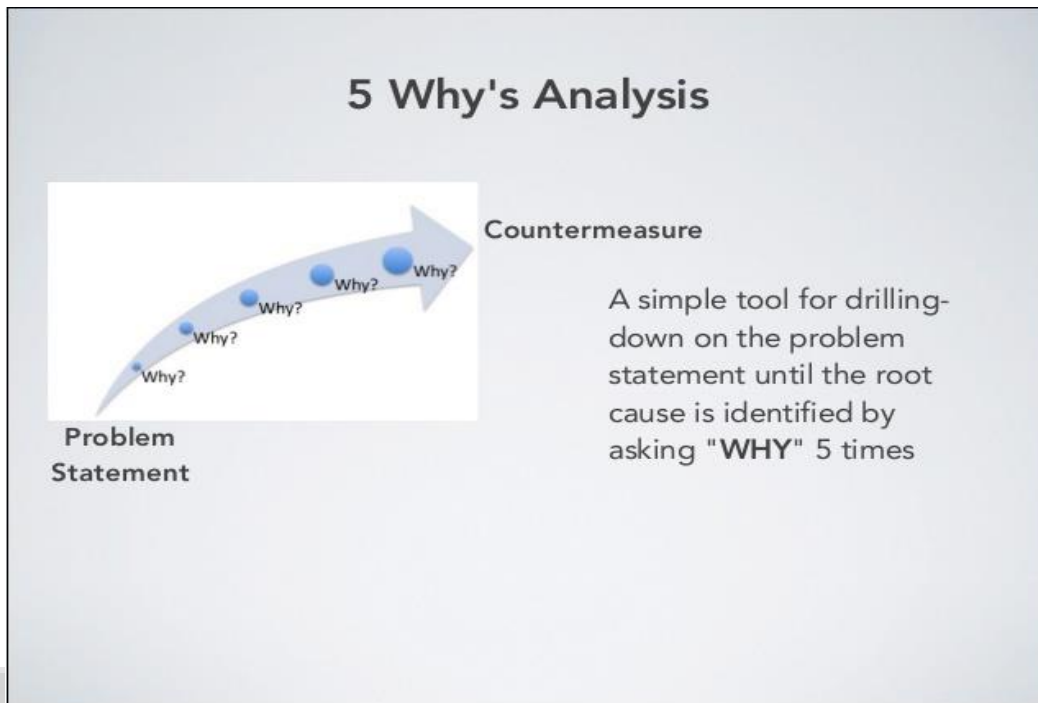 5 Why's Analysis
Countermeasure
Why?
Why?
Why?
Why?
Why?
Problem
Statement
A simple tool for drilling-
down on the problem
statement until the root
cause is identified by
asking "WHY" 5 times